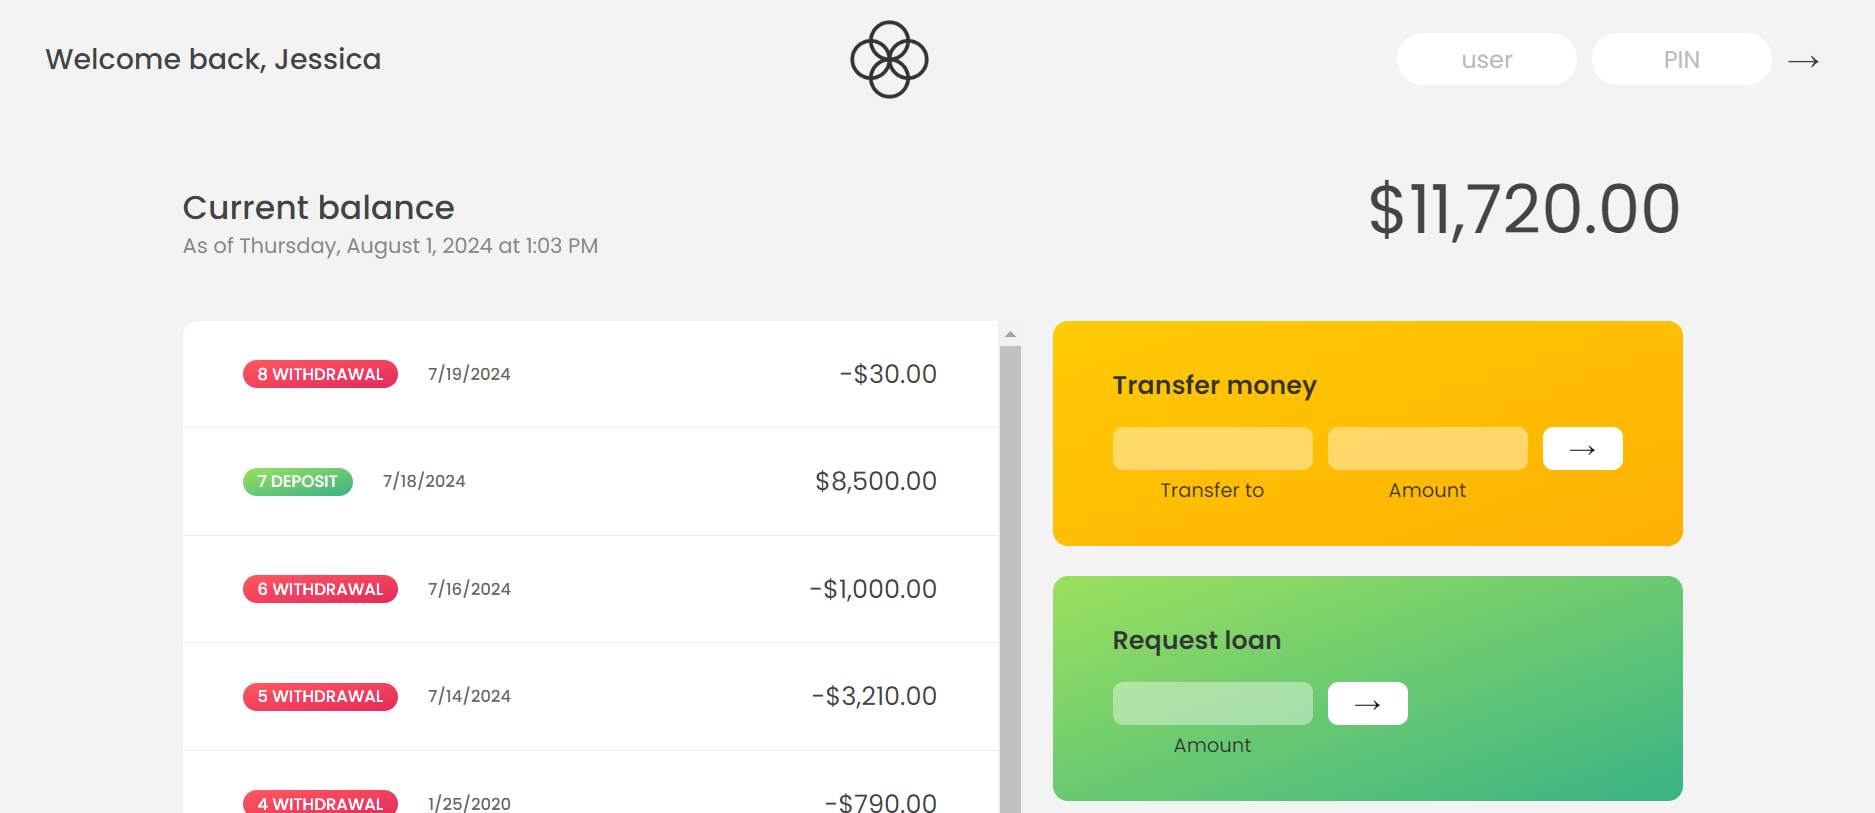 Welcome back, Jessica
user
PIN
→
Current balance
As of Thursday, August 1, 2024 at 1:03 PM
$11,720.00
8 WITHDRAWAL 7/19/2024 -$30.00
7 DEPOSIT 7/18/2024 $8,500.00
6 WITHDRAWAL 7/16/2024 -$1,000.00
5 WITHDRAWAL 7/14/2024 -$3,210.00
4 WITHDRAWAL 1/25/2020 -$790.00
Transfer money
→
Transfer to
Amount
Request loan
→
Amount